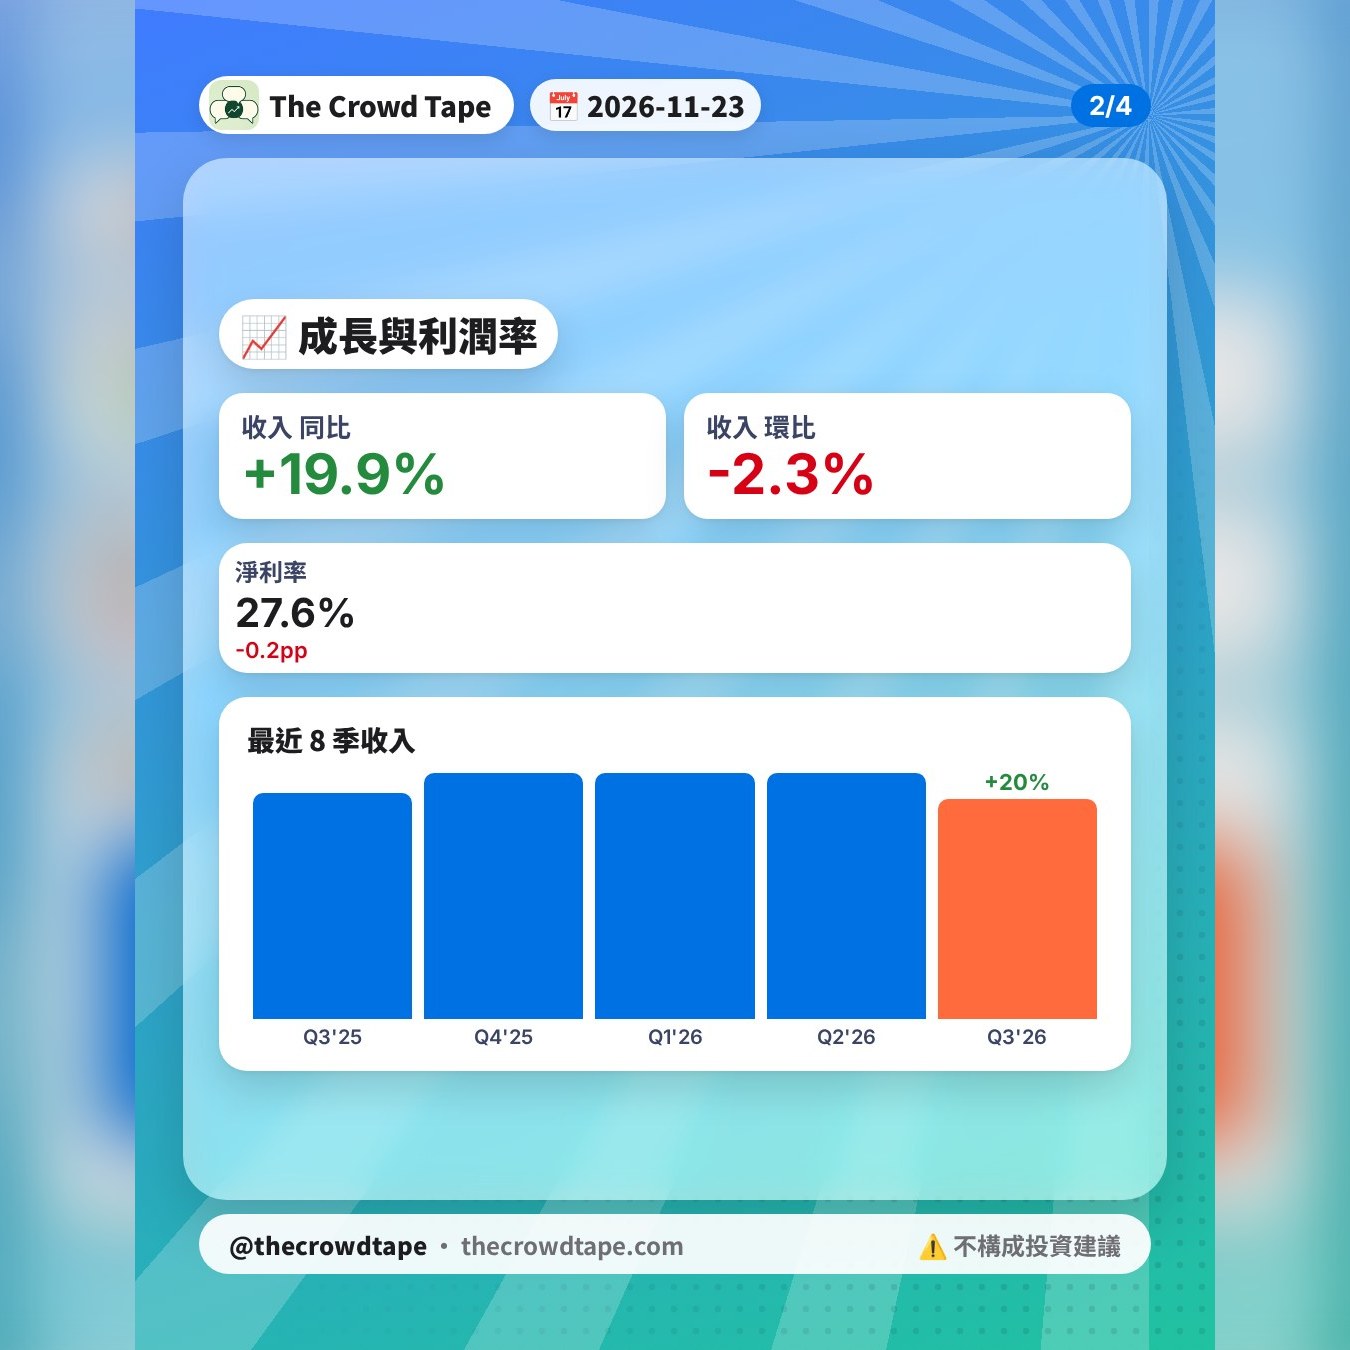 The Crowd Tape
July 17
2026-11-23
2/4
成長與利潤率
收入 同比
+19.9%
收入 環比
-2.3%
淨利率
27.6%
-0.2pp
最近 8 季收入
+20%
Q3'25
Q4'25
Q1'26
Q2'26
Q3'26
@thecrowdtape • thecrowdtape.com
不構成投資建議